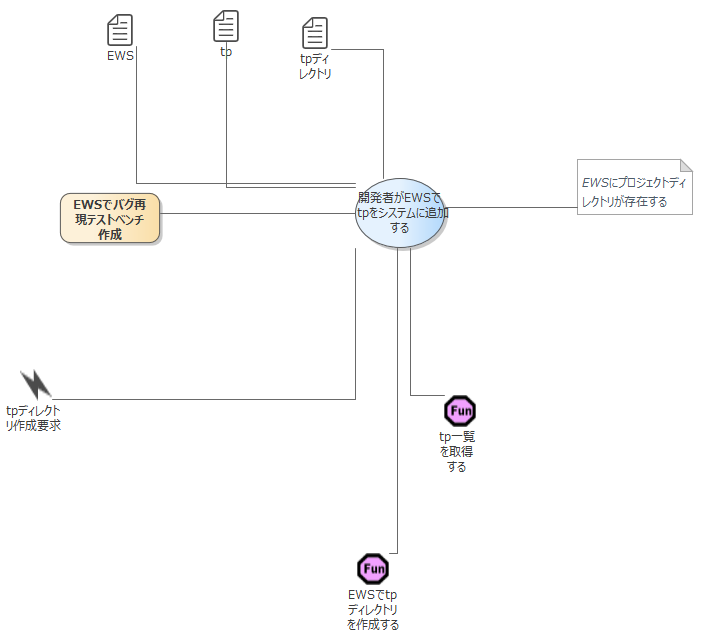 EWS
tp
tpディ
レクトリ
開発者がEWSで
tpをシステムに追加
する
EWSにプロジェクトディ
レクトリが存在する
EWSでバグ再
現テストベンチ
作成
tpディレクト
リ作成要求
Fun
tp一覧
を取得
する
Fun
EWSでtp
ディレクトリ
を作成する